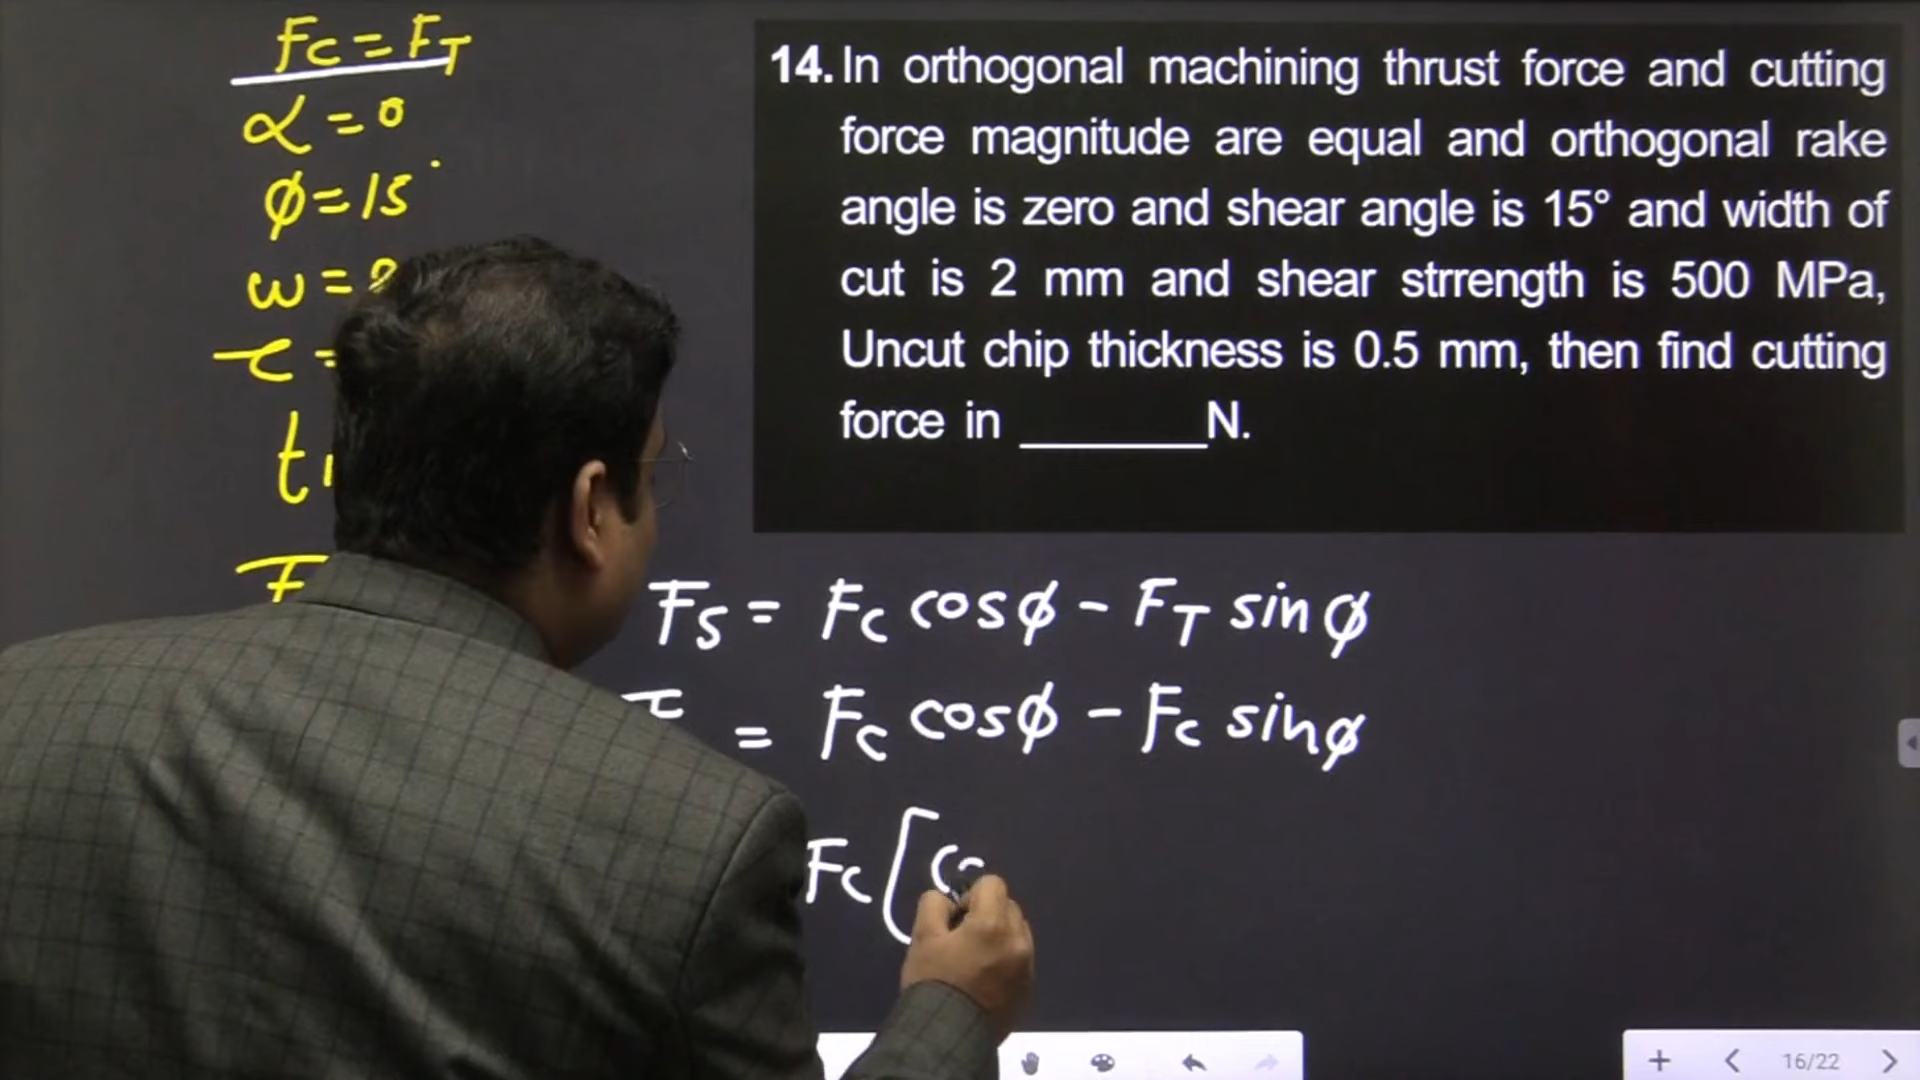 Fc = FT
α = 0
φ = 15°
w =
τ =
t1
F
14. In orthogonal machining thrust force and cutting
force magnitude are equal and orthogonal rake
angle is zero and shear angle is 15° and width of
cut is 2 mm and shear strrength is 500 MPa,
Uncut chip thickness is 0.5 mm, then find cutting
force in ________N.
Fs = Fc cosφ - FT sinφ
= Fc cosφ - Fc sinφ
Fc [
16/22